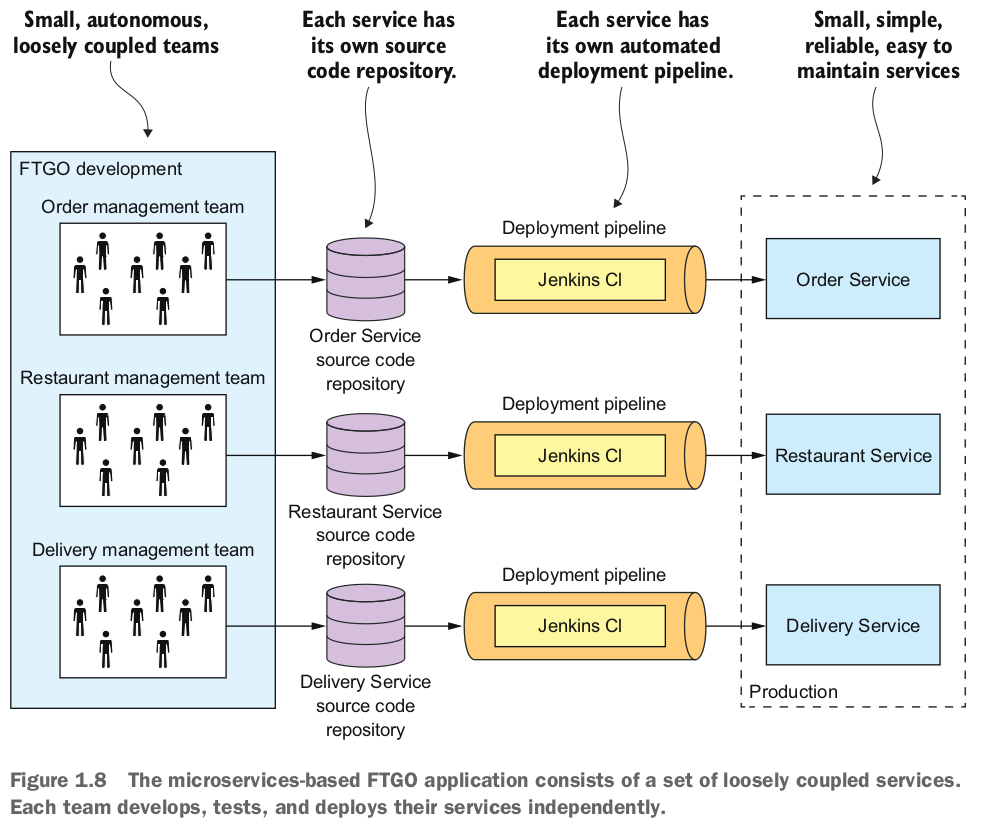 Small, autonomous,
loosely coupled teams
Each service has
its own source
code repository.
Each service has
its own automated
deployment pipeline.
Small, simple,
reliable, easy to
maintain services
FTGO development
Order management team
Deployment pipeline
Jenkins CI
Order Service
Order Service
source code
repository
Restaurant management team
Deployment pipeline
Jenkins CI
Restaurant Service
Restaurant Service
source code
repository
Delivery management team
Deployment pipeline
Jenkins CI
Delivery Service
Delivery Service
source code
repository
Production
Figure 1.8 The microservices-based FTGO application consists of a set of loosely coupled services.
Each team develops, tests, and deploys their services independently.